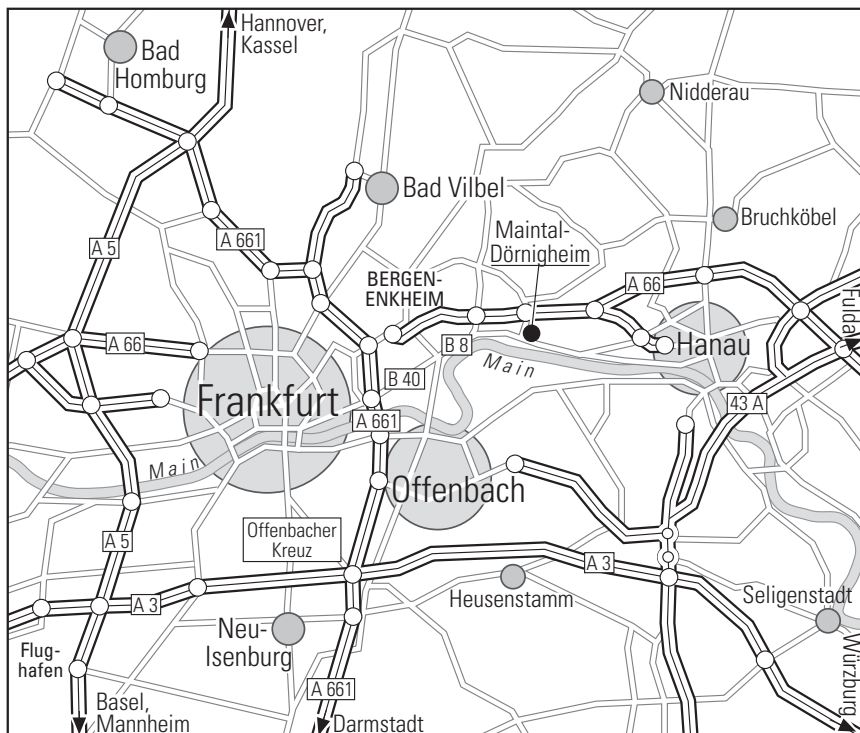 Hannover,
Kassel
Bad
Homburg
Nidderau
Bad Vilbel
Bruchköbel
Maintal-
Dörnigheim
A 661
A 5
BERGEN-
ENKHEIM
A 66
Fulda
A 66
B 8
Hanau
Main
B 40
Frankfurt
43 A
A 661
Main
Offenbach
Offenbacher
Kreuz
A 5
A 3
Heusenstamm
Seligenstadt
A 3
Neu-
Isenburg
Flug-
hafen
Würzburg
A 661
Basel,
Mannheim
Darmstadt